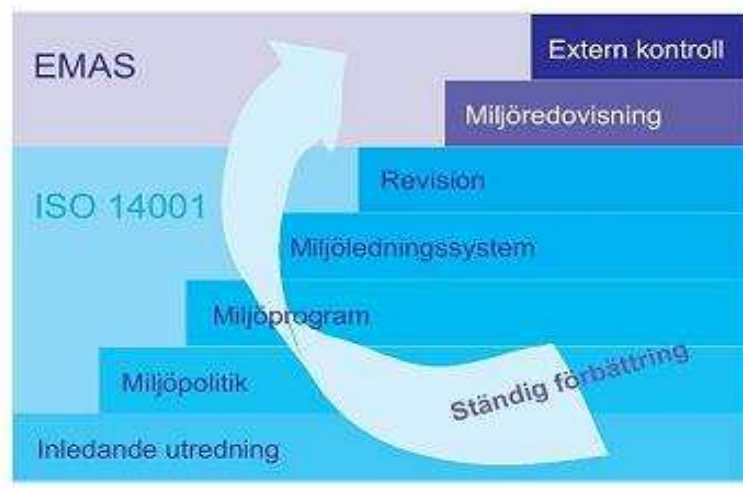 EMAS
Extern kontroll
Miljöredovisning
ISO 14001
Revision
Miljöledningssystem
Miljöprogram
Miljöpolitik
Ständig förbättring
Inledande utredning